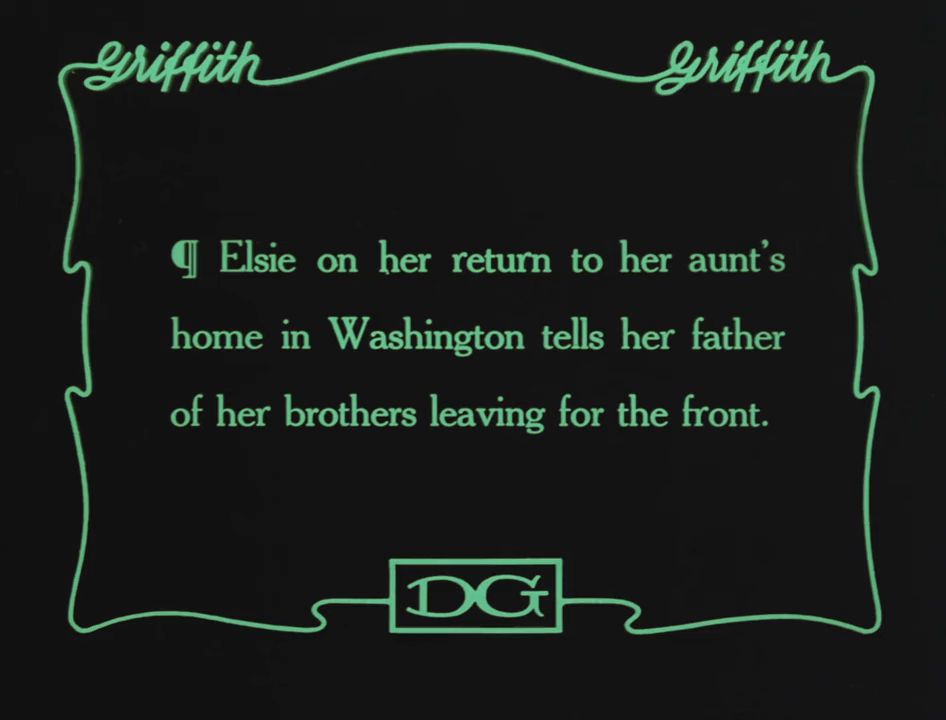 Griffith Griffith
¶ Elsie on her return to her aunt's
home in Washington tells her father
of her brothers leaving for the front.
DG